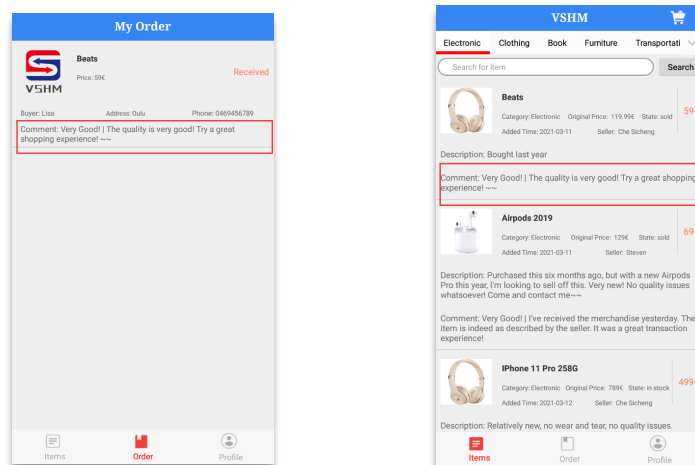 My Order
VSHM
Beats
Price: 59€
Received
Buyer: Lisa Address: Oulu Phone: 0469456789
Comment: Very Good! | The quality is very good! Try a great
shopping experience! ~~
Items Order Profile
VSHM
Electronic Clothing Book Furniture Transportati
Search for item Search
Beats
Category: Electronic Original Price: 119.99€ State: sold
59€
Added Time: 2021-03-11 Seller: Che Sicheng
Description: Bought last year
Comment: Very Good! | The quality is very good! Try a great shopping
experience! ~~
Airpods 2019
Category: Electronic Original Price: 129€ State: sold
69€
Added Time: 2021-03-11 Seller: Steven
Description: Purchased this six months ago, but with a new Airpods
Pro this year, I'm looking to sell off this. Very new! No quality issues
whatsoever! Come and contact me~~
Comment: Very Good! | I've received the merchandise yesterday. The
item is indeed as described by the seller. It was a great transaction
experience!
IPhone 11 Pro 258G
Category: Electronic Original Price: 789€ State: in stock
499€
Added Time: 2021-03-12 Seller: Che Sicheng
Description: Relatively new, no wear and tear, no quality issues.
Items Order Profile